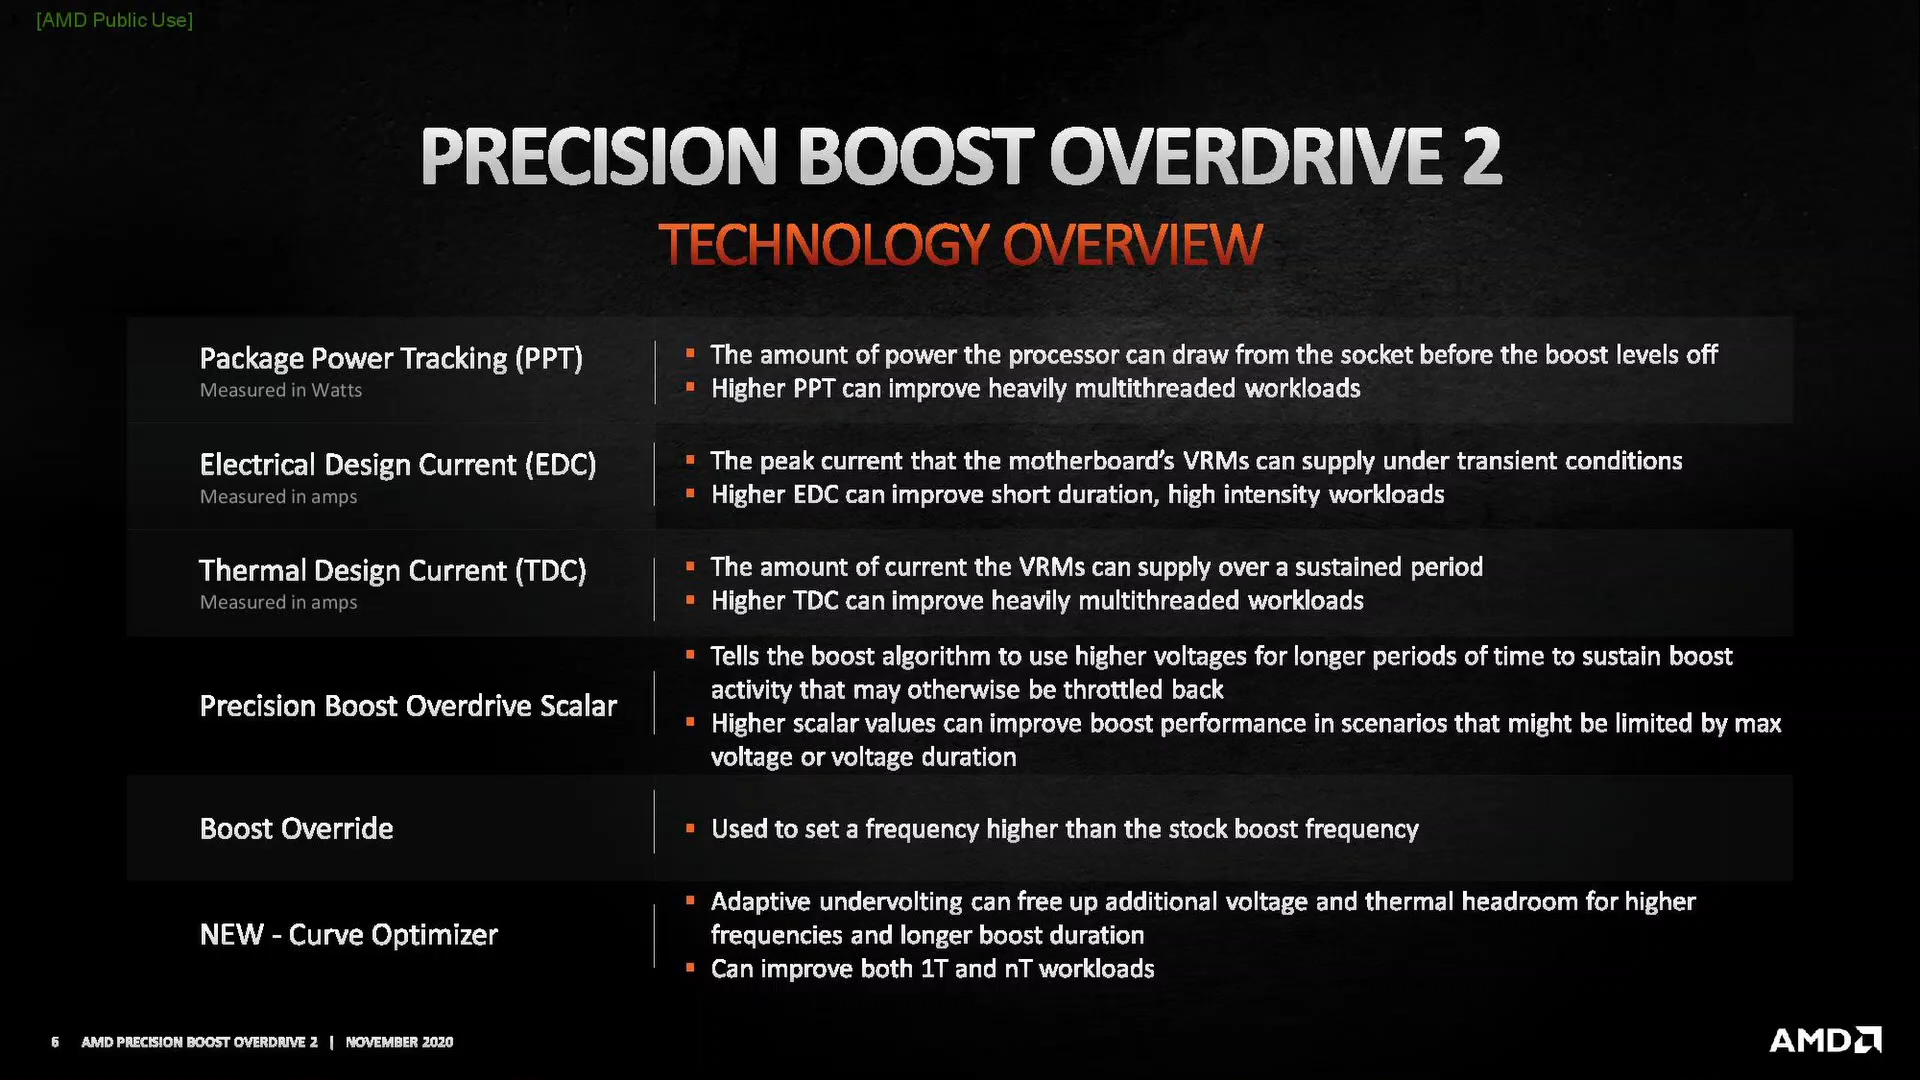 [AMD Public Use]
PRECISION BOOST OVERDRIVE 2
TECHNOLOGY OVERVIEW
Package Power Tracking (PPT)
Measured in Watts
▪ The amount of power the processor can draw from the socket before the boost levels off
▪ Higher PPT can improve heavily multithreaded workloads
Electrical Design Current (EDC)
Measured in amps
▪ The peak current that the motherboard’s VRMs can supply under transient conditions
▪ Higher EDC can improve short duration, high intensity workloads
Thermal Design Current (TDC)
Measured in amps
▪ The amount of current the VRMs can supply over a sustained period
▪ Higher TDC can improve heavily multithreaded workloads
Precision Boost Overdrive Scalar
▪ Tells the boost algorithm to use higher voltages for longer periods of time to sustain boost
activity that may otherwise be throttled back
▪ Higher scalar values can improve boost performance in scenarios that might be limited by max
voltage or voltage duration
Boost Override
▪ Used to set a frequency higher than the stock boost frequency
NEW - Curve Optimizer
▪ Adaptive undervolting can free up additional voltage and thermal headroom for higher
frequencies and longer boost duration
▪ Can improve both 1T and nT workloads
6 AMD PRECISION BOOST OVERDRIVE 2 | NOVEMBER 2020
AMD